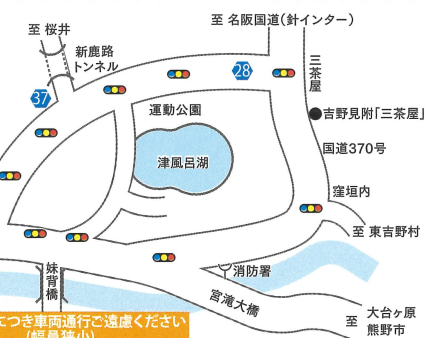 至 名阪国道(針インター)
至 桜井
新鹿路
トンネル
三茶屋
28
37
運動公園
吉野見附「三茶屋」
津風呂湖
国道370号
窪垣内
至 東吉野村
消防署
妹背橋
宮滝大橋
大台ヶ原
至
熊野市
につき車両通行ご遠慮ください
(幅員狭小)